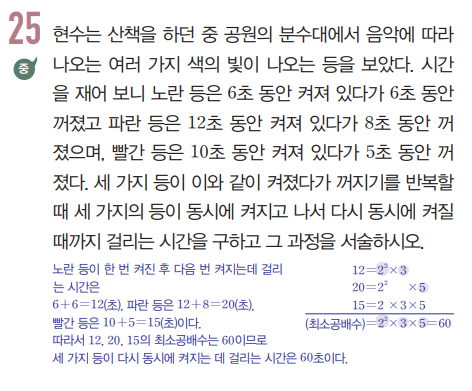 25
중
현수는 산책을 하던 중 공원의 분수대에서 음악에 따라
나오는 여러 가지 색의 빛이 나오는 등을 보았다. 시간
을 재어 보니 노란 등은 6초 동안 켜져 있다가 6초 동안
꺼졌고 파란 등은 12초 동안 켜져 있다가 8초 동안 꺼
졌으며, 빨간 등은 10초 동안 켜져 있다가 5초 동안 꺼
졌다. 세 가지 등이 이와 같이 켜졌다가 꺼지기를 반복할
때 세 가지의 등이 동시에 켜지고 나서 다시 동시에 켜질
때까지 걸리는 시간을 구하고 그 과정을 서술하시오.
노란 등이 한 번 켜진 후 다음 번 켜지는데 걸리
는 시간은
6+6=12(초), 파란 등은 12+8=20(초),
빨간 등은 10+5=15(초)이다.
따라서 12, 20, 15의 최소공배수는 60이므로
세 가지 등이 다시 동시에 켜지는 데 걸리는 시간은 60초이다.
12=2²×3
20=2² ×5
15=2 ×3×5
(최소공배수)=2²×3×5=60